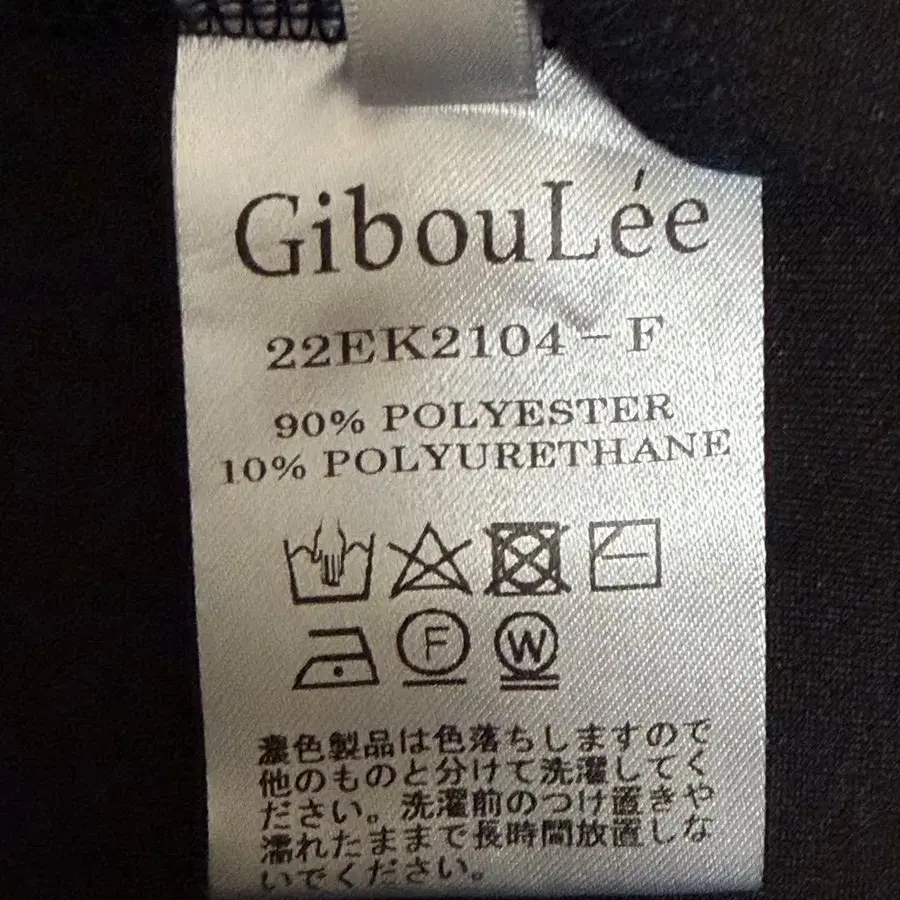 GibouLée
22EK2104-F
90% POLYESTER
10% POLYURETHANE
F W
濃色製品は色落ちしますので
他のものと分けて洗濯してく
ださい。洗濯前のつけ置きや
濡れたままで長時間放置しな
いでください。